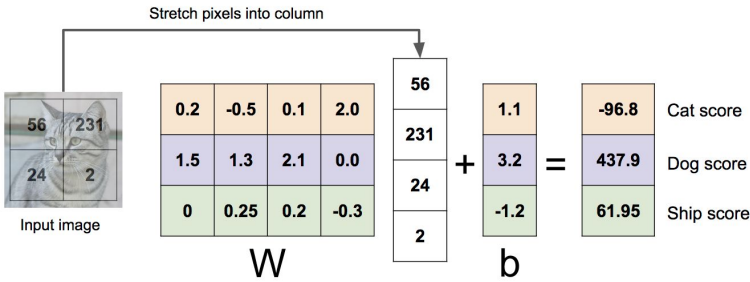 Stretch pixels into column
56 231
24 2
Input image
0.2 -0.5 0.1 2.0
1.5 1.3 2.1 0.0
0 0.25 0.2 -0.3
W
56
231
24
2
+
1.1
3.2
-1.2
b
=
-96.8 Cat score
437.9 Dog score
61.95 Ship score